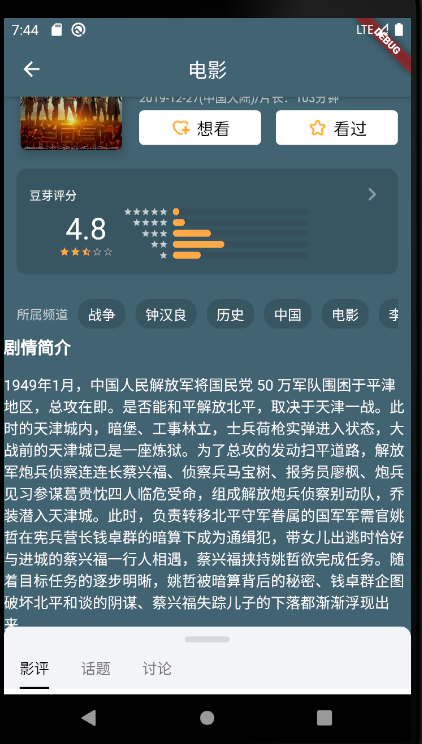 7:44
LTE
DEBUG
电影
2019-12-27(中国大陆)/片长：103分钟
想看
看过
豆芽评分
4.8
所属频道
战争
钟汉良
历史
中国
电影
李
剧情简介
1949年1月，中国人民解放军将国民党 50 万军队围困于平津
地区，总攻在即。是否能和平解放北平，取决于天津一战。此
时的天津城内，暗堡、工事林立，士兵荷枪实弹进入状态，大
战前的天津城已是一座炼狱。为了总攻的发动扫平道路，解放
军炮兵侦察连连长蔡兴福、侦察兵马宝树、报务员廖枫、炮兵
见习参谋葛贵忱四人临危受命，组成解放炮兵侦察别动队，乔
装潜入天津城。此时，负责转移北平守军眷属的国军军需官姚
哲在宪兵营长钱卓群的暗算下成为通缉犯，带女儿出逃时恰好
与进城的蔡兴福一行人相遇，蔡兴福挟持姚哲欲完成任务。随
着目标任务的逐步明晰，姚哲被暗算背后的秘密、钱卓群企图
破坏北平和谈的阴谋、蔡兴福失踪儿子的下落都渐渐浮现出
来
影评
话题
讨论